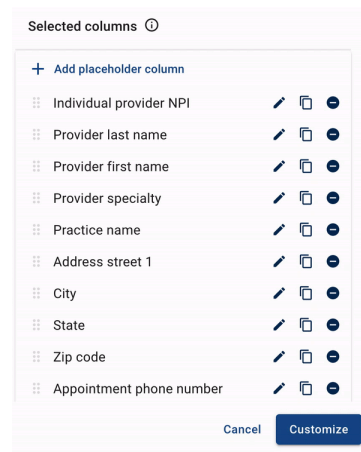 Selected columns
Add placeholder column
Individual provider NPI
Provider last name
Provider first name
Provider specialty
Practice name
Address street 1
City
State
Zip code
Appointment phone number
Cancel Customize